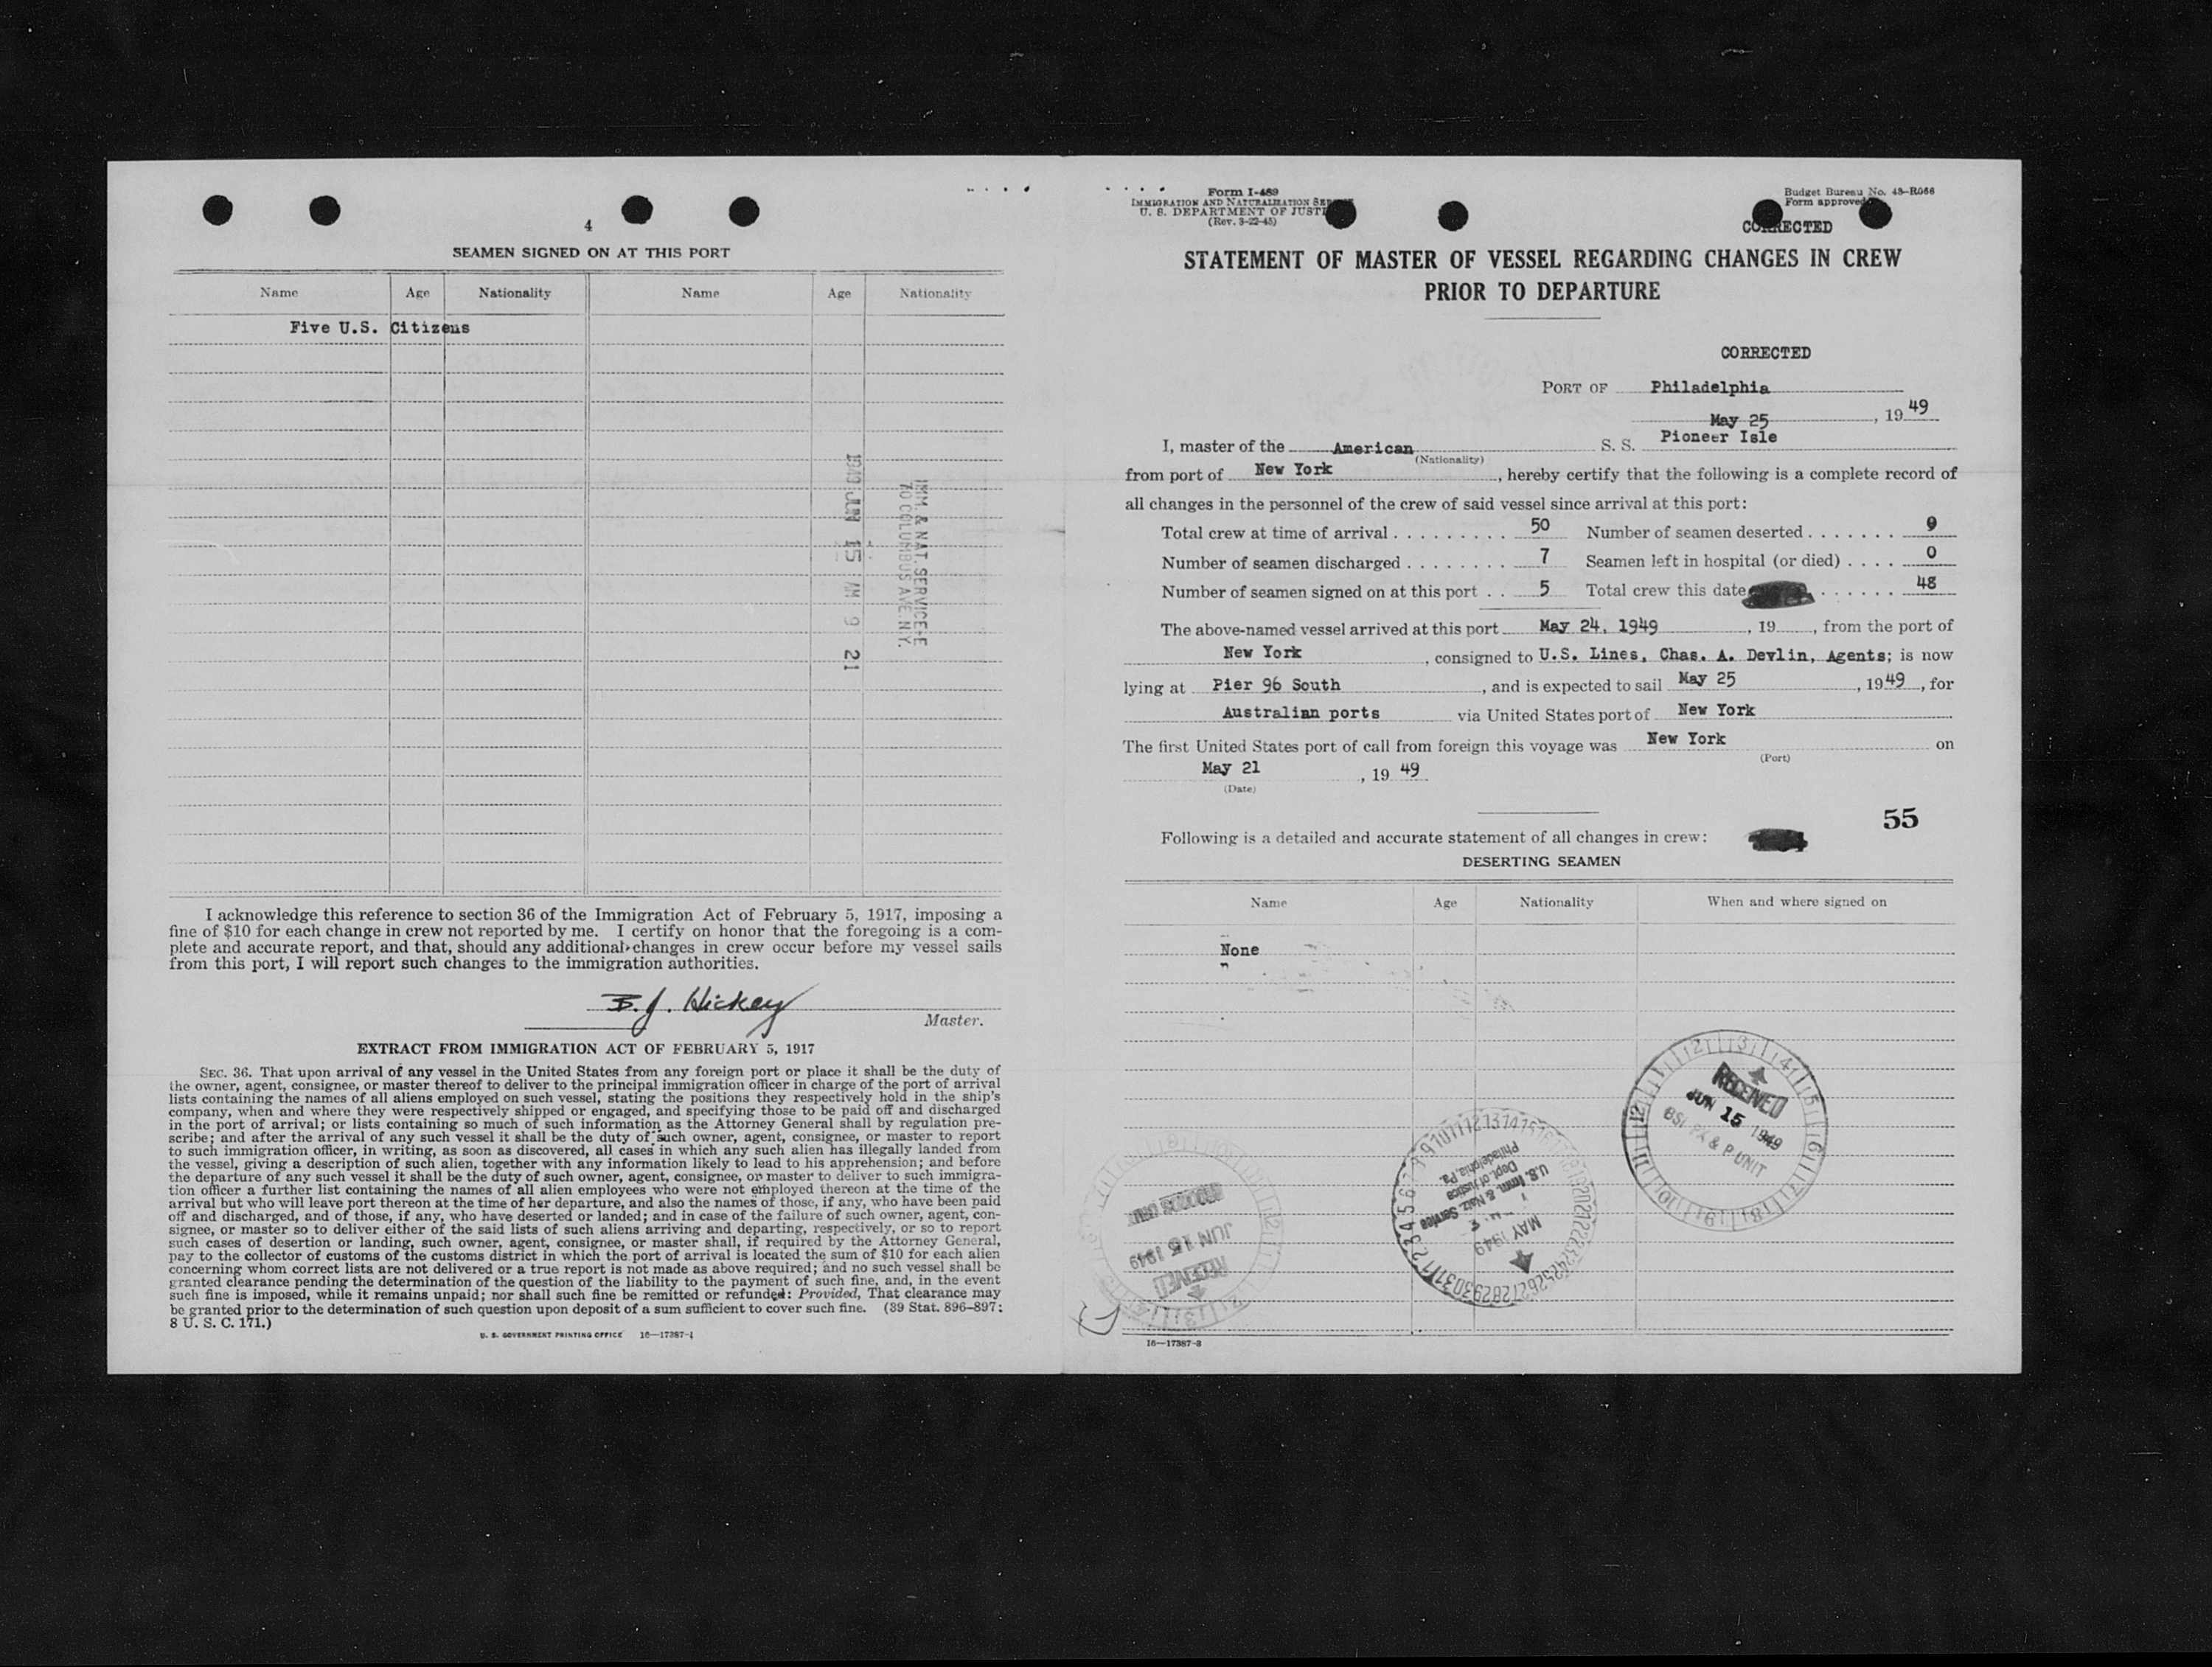 4
SEAMEN SIGNED ON AT THIS PORT
Name Age Nationality Name Age Nationality
Five U.S. Citizens
1949 JUN 15 AM 9 21
IMM. & NAT. SERVICE-E
70 COLUMBUS AVE. N.Y.
I acknowledge this reference to section 36 of the Immigration Act of February 5, 1917, imposing a
fine of $10 for each change in crew not reported by me. I certify on honor that the foregoing is a com-
plete and accurate report, and that, should any additional changes in crew occur before my vessel sails
from this port, I will report such changes to the immigration authorities.
B. J. Hickey
Master.
EXTRACT FROM IMMIGRATION ACT OF FEBRUARY 5, 1917
SEC. 36. That upon arrival of any vessel in the United States from any foreign port or place it shall be the duty of
the owner, agent, consignee, or master thereof to deliver to the principal immigration officer in charge of the port of arrival
lists containing the names of all aliens employed on such vessel, stating the positions they respectively hold in the ship's
company, when and where they were respectively shipped or engaged, and specifying those to be paid off and discharged
in the port of arrival; or lists containing so much of such information as the Attorney General shall by regulation pre-
scribe; and after the arrival of any such vessel it shall be the duty of such owner, agent, consignee, or master to report
to such immigration officer, in writing, as soon as discovered, all cases in which any such alien has illegally landed from
the vessel, giving a description of such alien, together with any information likely to lead to his apprehension; and before
the departure of any such vessel it shall be the duty of such owner, agent, consignee, or master to deliver to such immigra-
tion officer a further list containing the names of all alien employees who were not employed thereon at the time of the
arrival but who will leave port thereon at the time of her departure, and also the names of those, if any, who have been paid
off and discharged, and of those, if any, who have deserted or landed; and in case of the failure of such owner, agent, con-
signee, or master so to deliver either of the said lists of such aliens arriving and departing, respectively, or so to report
such cases of desertion or landing, such owner, agent, consignee, or master shall, if required by the Attorney General,
pay to the collector of customs of the customs district in which the port of arrival is located the sum of $10 for each alien
concerning whom correct lists are not delivered or a true report is not made as above required; and no such vessel shall be
granted clearance pending the determination of the question of the liability to the payment of such fine, and, in the event
such fine is imposed, while it remains unpaid; nor shall such fine be remitted or refunded: Provided, That clearance may
be granted prior to the determination of such question upon deposit of a sum sufficient to cover such fine. (39 Stat. 896-897;
8 U. S. C. 171.)
U. S. GOVERNMENT PRINTING OFFICE 16—17387-1
Form I-489
IMMIGRATION AND NATURALIZATION
U. S. DEPARTMENT OF JUSTI
(Rev. 3-22-45)
Budget Bureau No. 43-R066
Form approved
CORRECTED
STATEMENT OF MASTER OF VESSEL REGARDING CHANGES IN CREW
PRIOR TO DEPARTURE
CORRECTED
PORT OF Philadelphia
May 25, 19 49
I, master of the American S. S. Pioneer Isle
(Nationality)
from port of New York, hereby certify that the following is a complete record of
all changes in the personnel of the crew of said vessel since arrival at this port:
Total crew at time of arrival . . . . . . . . . 50 Number of seamen deserted . . . . . . . 0
Number of seamen discharged . . . . . . . . 7 Seamen left in hospital (or died) . . . . 0
Number of seamen signed on at this port . . 5 Total crew this date . . . . . . 48
The above-named vessel arrived at this port May 24, 1949, 19 , from the port of
New York, consigned to U.S. Lines, Chas. A. Devlin, Agents; is now
lying at Pier 96 South, and is expected to sail May 25, 19 49, for
Australian ports via United States port of New York
The first United States port of call from foreign this voyage was New York on
(Port)
May 21, 19 49
(Date)
55
Following is a detailed and accurate statement of all changes in crew:
DESERTING SEAMEN
Name Age Nationality When and where signed on
None
RECEIVED
JUN 15 1949
BSI PX & P UNIT
U.S. Imm. & Natz. Service
Dept. of Justice
Philadelphia, Pa.
MAY 1949
RECEIVED
JUN 15 1949
16—17387-3